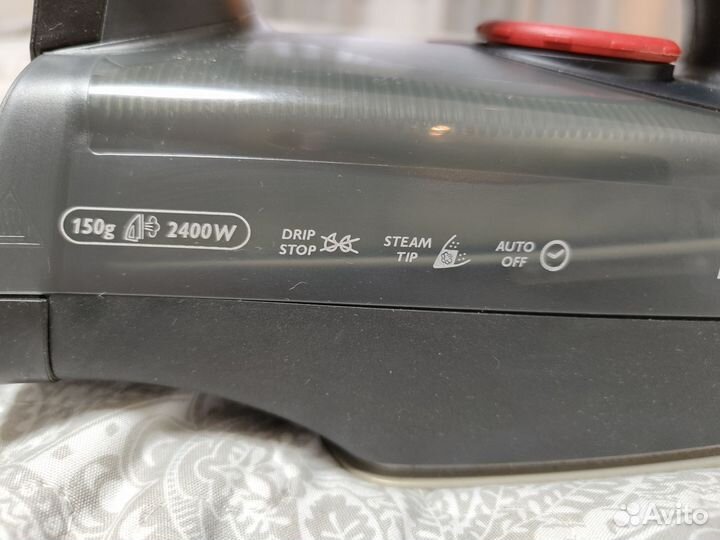 150g 2400W
DRIP
STOP
STEAM
TIP
AUTO
OFF
Avito